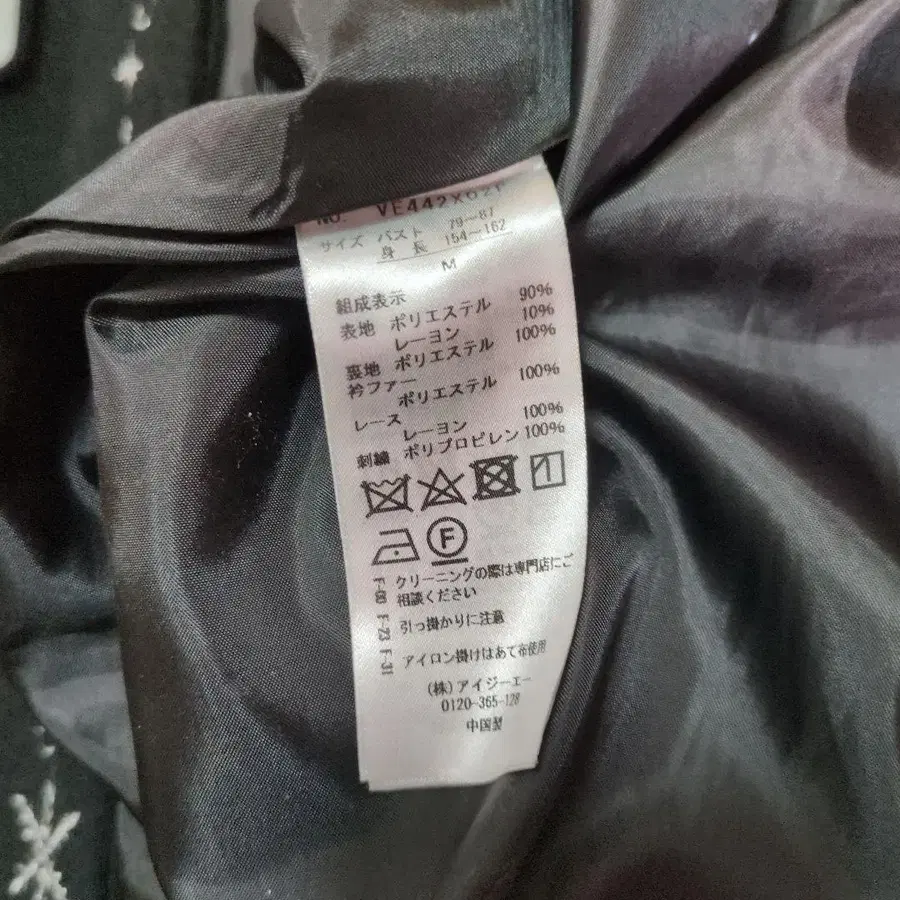 No. VE442X02F
サイズ バスト 79～87
身長 154～162
M
組成表示
表地 ポリエステル 90%
レーヨン 10%
裏地 ポリエステル 100%
衿ファー
ポリエステル 100%
レース
レーヨン 100%
刺繍 ポリプロピレン 100%
F
F-00 クリーニングの際は専門店にご
相談ください
F-23 引っ掛かりに注意
F-31 アイロン掛けはあて布使用
(株)アイジーエー
0120-365-128
中国製